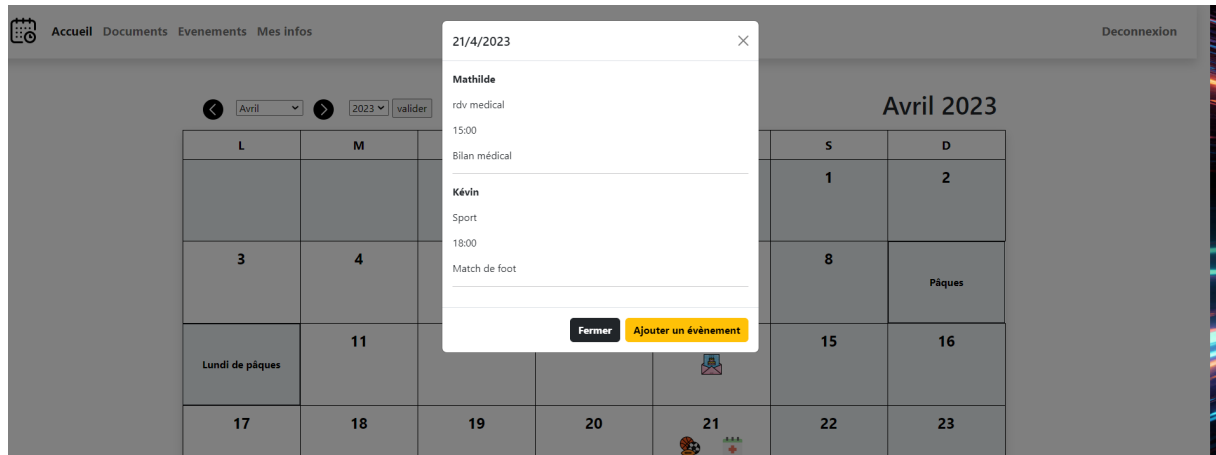 Accueil Documents Evenements Mes infos Deconnexion
21/4/2023
Mathilde
rdv medical
15:00
Bilan médical
Kévin
Sport
18:00
Match de foot
Fermer Ajouter un évènement
Avril 2023 valider
Avril 2023
L M S D
1 2
3 4 8 Pâques
Lundi de pâques 11 15 16
17 18 19 20 21 22 23